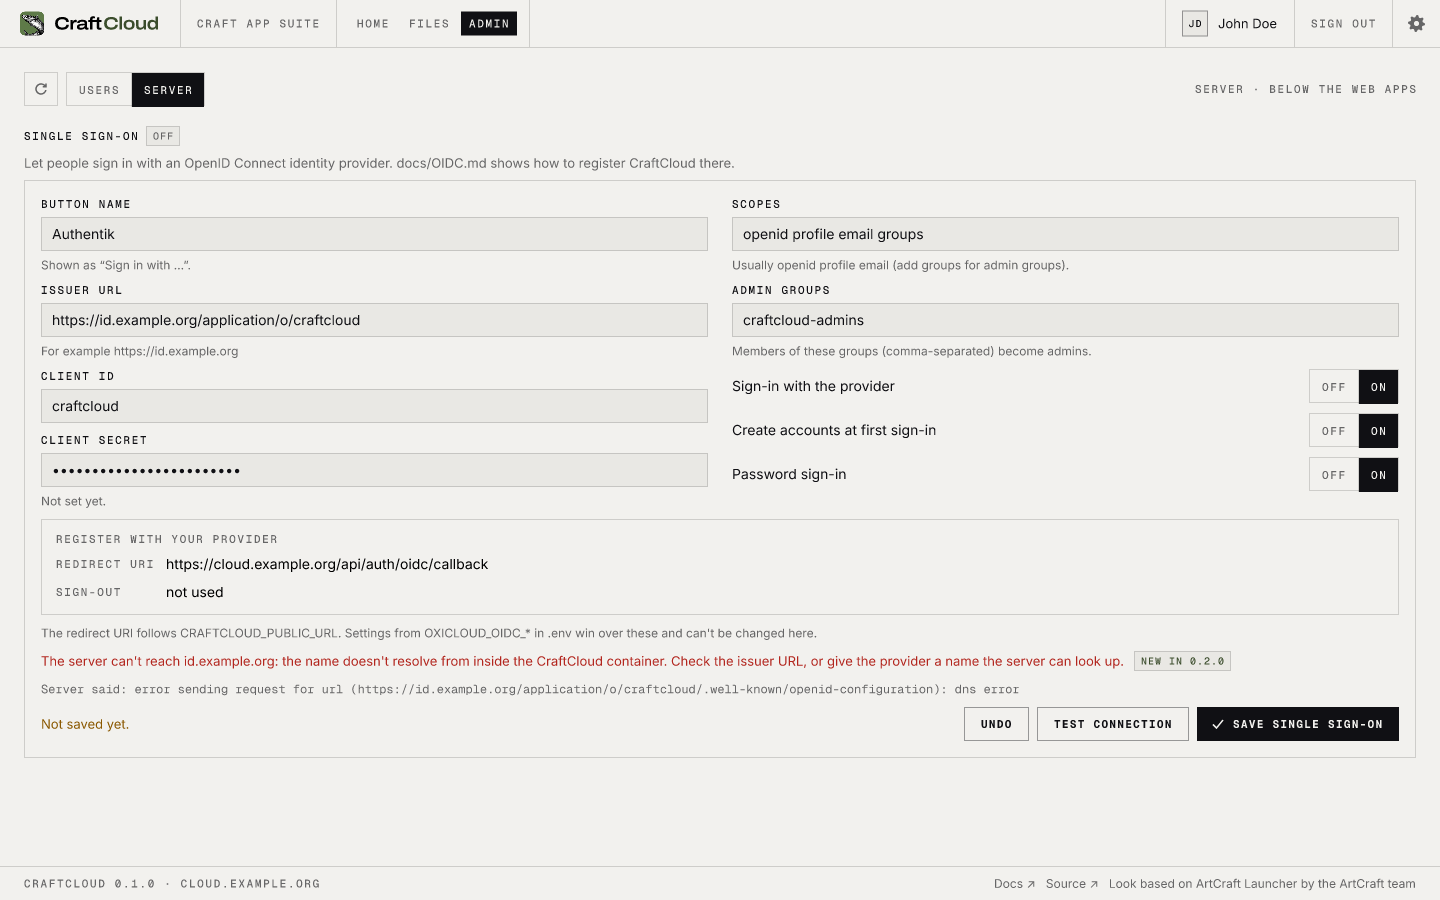 CraftCloud
CRAFT APP SUITE
HOME FILES ADMIN
JD John Doe
SIGN OUT
USERS SERVER
SERVER · BELOW THE WEB APPS
SINGLE SIGN-ON OFF
Let people sign in with an OpenID Connect identity provider. docs/OIDC.md shows how to register CraftCloud there.
BUTTON NAME
Authentik
Shown as “Sign in with ...”.
ISSUER URL
https://id.example.org/application/o/craftcloud
For example https://id.example.org
CLIENT ID
craftcloud
CLIENT SECRET
••••••••••••••••••••••••
Not set yet.
SCOPES
openid profile email groups
Usually openid profile email (add groups for admin groups).
ADMIN GROUPS
craftcloud-admins
Members of these groups (comma-separated) become admins.
Sign-in with the provider OFF ON
Create accounts at first sign-in OFF ON
Password sign-in OFF ON
REGISTER WITH YOUR PROVIDER
REDIRECT URI https://cloud.example.org/api/auth/oidc/callback
SIGN-OUT not used
The redirect URI follows CRAFTCLOUD_PUBLIC_URL. Settings from OXICLOUD_OIDC_* in .env win over these and can't be changed here.
The server can't reach id.example.org: the name doesn't resolve from inside the CraftCloud container. Check the issuer URL, or give the provider a name the server can look up. NEW IN 0.2.0
Server said: error sending request for url (https://id.example.org/application/o/craftcloud/.well-known/openid-configuration): dns error
Not saved yet.
UNDO TEST CONNECTION ✓ SAVE SINGLE SIGN-ON
CRAFTCLOUD 0.1.0 · CLOUD.EXAMPLE.ORG
Docs ↗ Source ↗ Look based on ArtCraft Launcher by the ArtCraft team